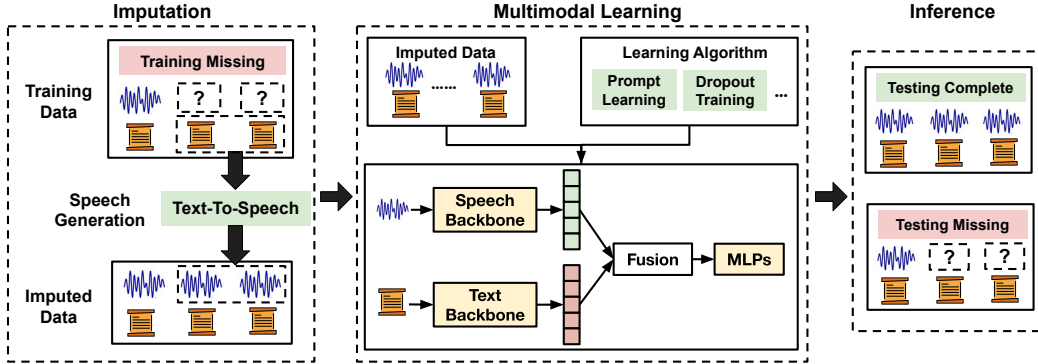 Imputation
Training Missing
Training
Data
? ?
Speech
Generation
Text-To-Speech
Imputed
Data
Multimodal Learning
Imputed Data
......
Learning Algorithm
Prompt
Learning
Dropout
Training
...
Speech
Backbone
Text
Backbone
Fusion
MLPs
Inference
Testing Complete
Testing Missing
? ?